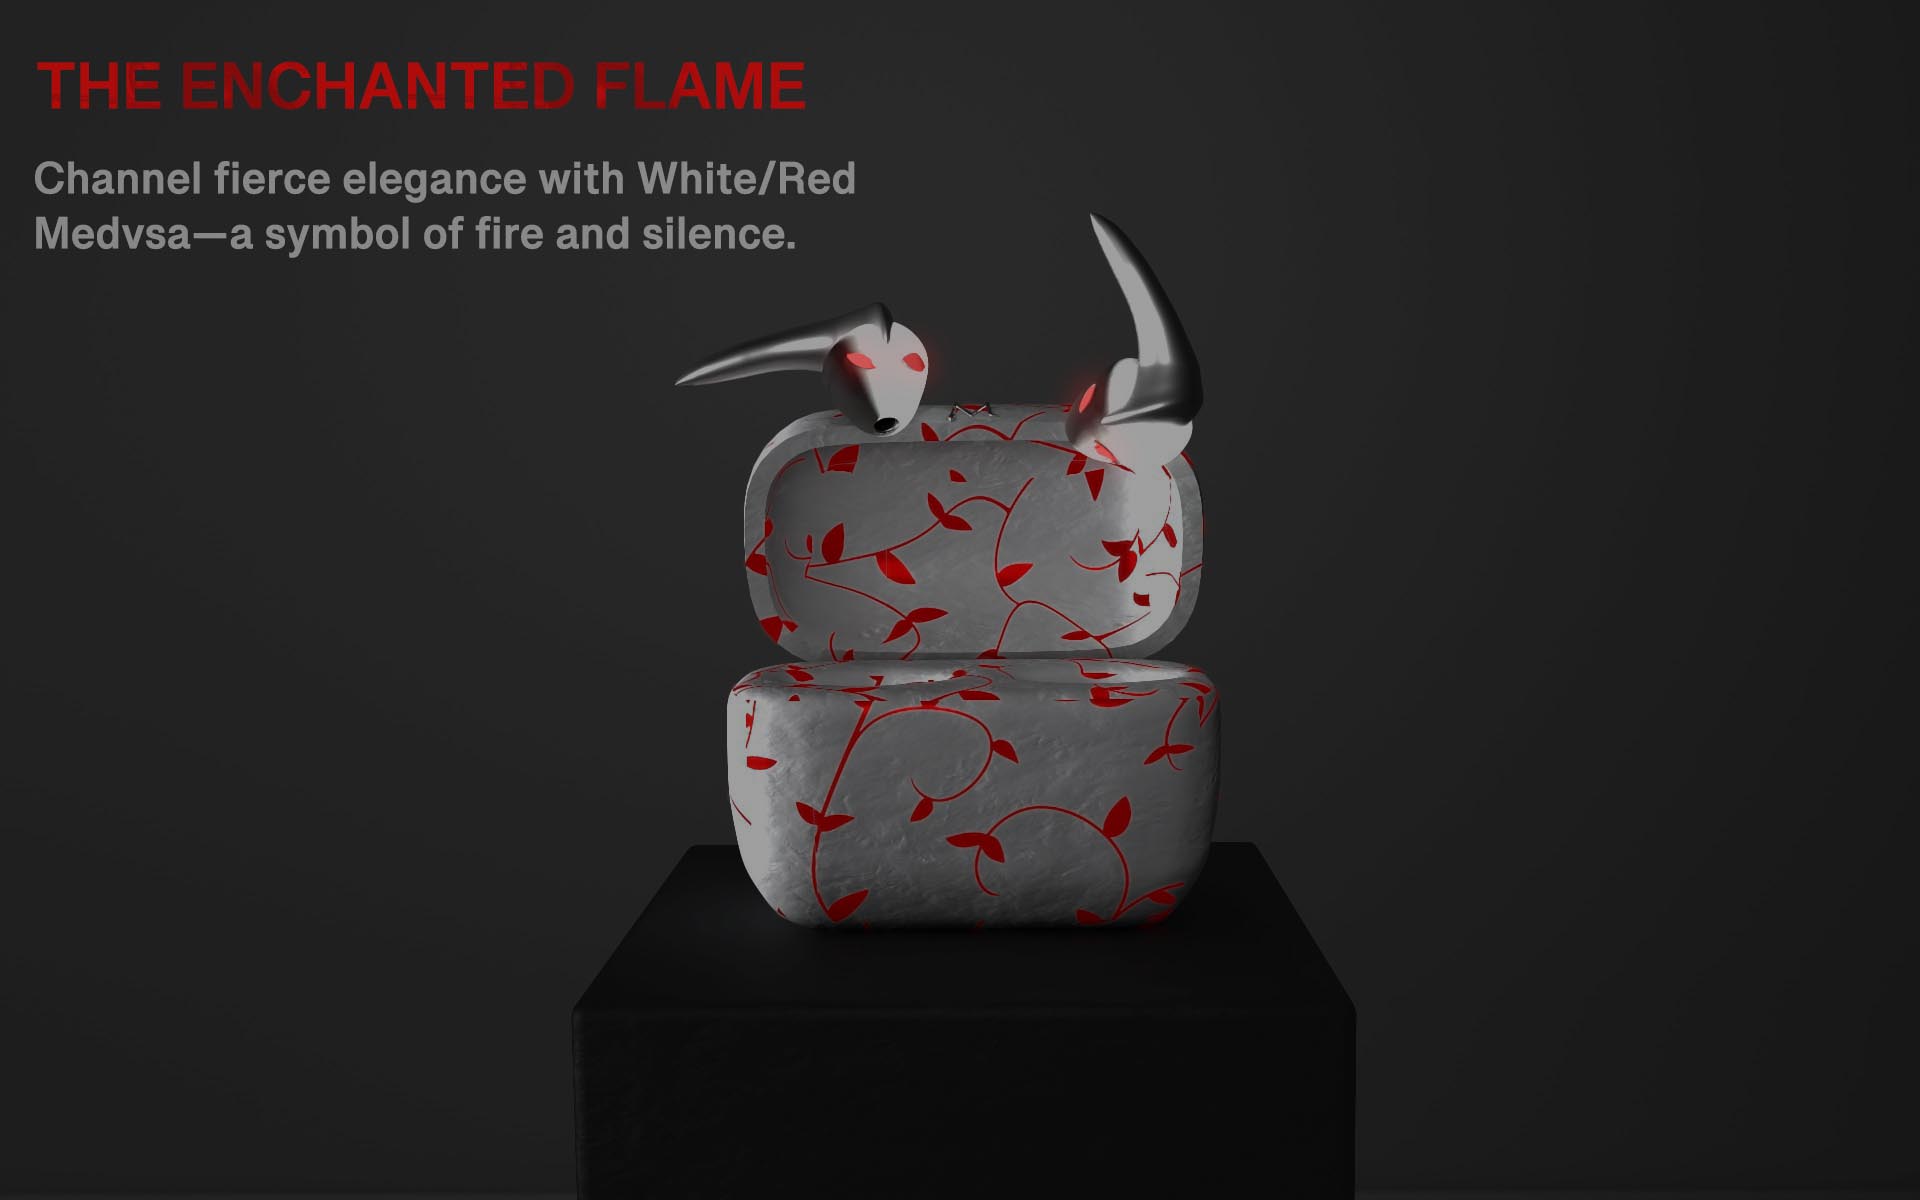 THE ENCHANTED FLAME
Channel fierce elegance with White/Red
Medvsa—a symbol of fire and silence.